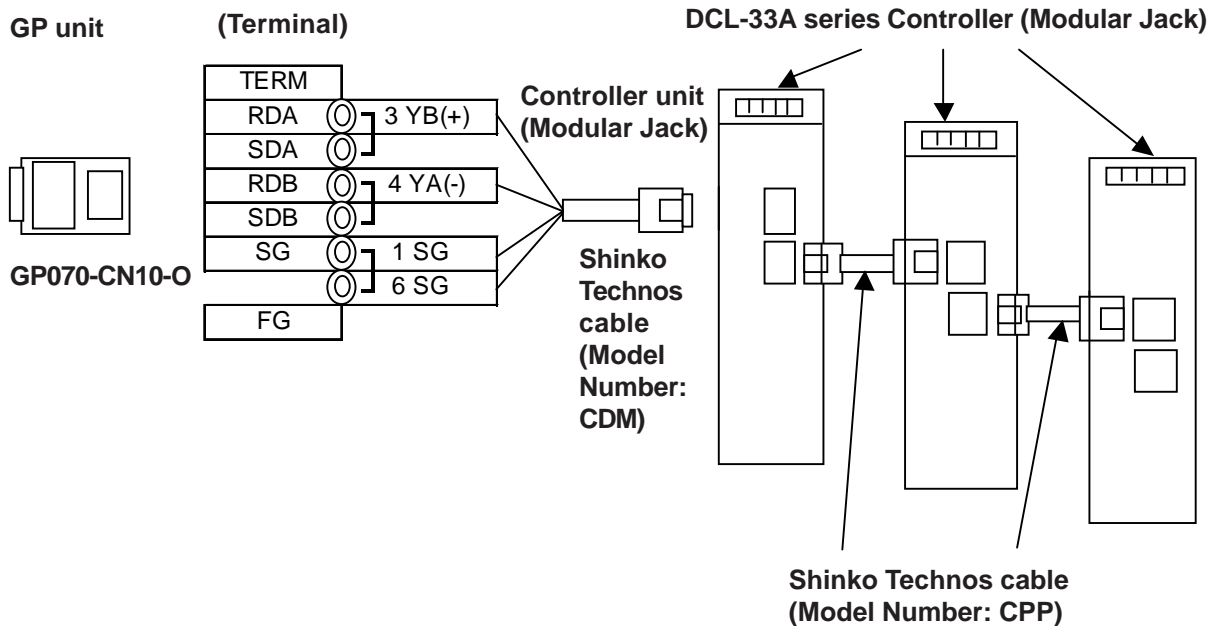 GP unit
(Terminal)
DCL-33A series Controller (Modular Jack)
TERM
RDA
3 YB(+)
SDA
RDB
4 YA(-)
SDB
SG
1 SG
6 SG
FG
GP070-CN10-O
Controller unit
(Modular Jack)
Shinko
Technos
cable
(Model
Number:
CDM)
Shinko Technos cable
(Model Number: CPP)